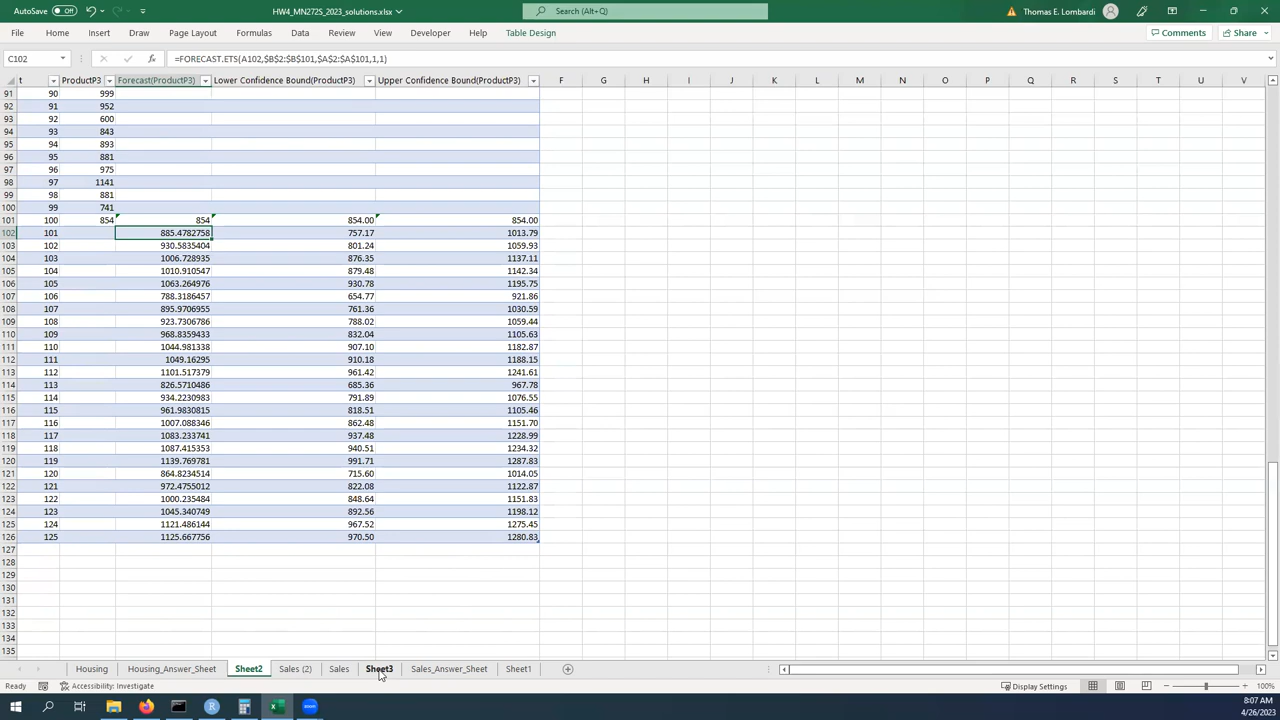 AutoSave Off HW4_MN272S_2023_solutions.xlsx Search (Alt+Q) Thomas E. Lombardi
File Home Insert Draw Page Layout Formulas Data Review View Developer Help Table Design Comments Share
C102 fx =FORECAST.ETS(A102,$B$2:$B$101,$A$2:$A$101,1,1)
t ProductP3 Forecast(ProductP3) Lower Confidence Bound(ProductP3) Upper Confidence Bound(ProductP3) F G H I J K L M N O P Q R S T U V
91 90 999
92 91 952
93 92 600
94 93 843
95 94 893
96 95 881
97 96 975
98 97 1141
99 98 881
100 99 741
101 100 854 854 854.00 854.00
102 101 885.4782758 757.17 1013.79
103 102 930.5835404 801.24 1059.93
104 103 1006.728935 876.35 1137.11
105 104 1010.910547 879.48 1142.34
106 105 1063.264976 930.78 1195.75
107 106 788.3186457 654.77 921.86
108 107 895.9706955 761.36 1030.59
109 108 923.7306786 788.02 1059.44
110 109 968.8359433 832.04 1105.63
111 110 1044.981338 907.10 1182.87
112 111 1049.16295 910.18 1188.15
113 112 1101.517379 961.42 1241.61
114 113 826.5710486 685.36 967.78
115 114 934.2230983 791.89 1076.55
116 115 961.9830815 818.51 1105.46
117 116 1007.088346 862.48 1151.70
118 117 1083.233741 937.48 1228.99
119 118 1087.415353 940.51 1234.32
120 119 1139.769781 991.71 1287.83
121 120 864.8234514 715.60 1014.05
122 121 972.4755012 822.08 1122.87
123 122 1000.235484 848.64 1151.83
124 123 1045.340749 892.56 1198.12
125 124 1121.486144 967.52 1275.45
126 125 1125.667756 970.50 1280.83
127
128
129
130
131
132
133
134
135
Housing Housing_Answer_Sheet Sheet2 Sales (2) Sales Sheet3 Sales_Answer_Sheet Sheet1
Ready Accessibility: Investigate Display Settings 100%
8:07 AM
4/26/2023